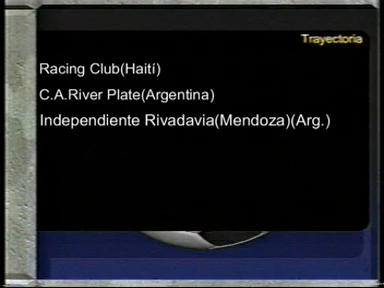 Trayectoria
Racing Club(Haití)
C.A.River Plate(Argentina)
Independiente Rivadavia(Mendoza)(Arg.)